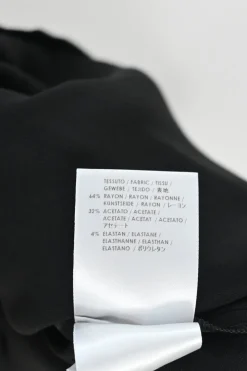 TESSUTO / FABRIC / TISSU /
GEWEBE / TEJIDO / 素地
64% RAYON / RAYON / RAYONNE /
KUNSTSEIDE / RAYON / レーヨン
32% ACETATO / ACETATE /
ACETATE / ACETAT / ACETATO /
アセテート
4% ELASTAN / ELASTANE /
ELASTHANNE / ELASTHAN /
ELASTANO / ポリウレタン